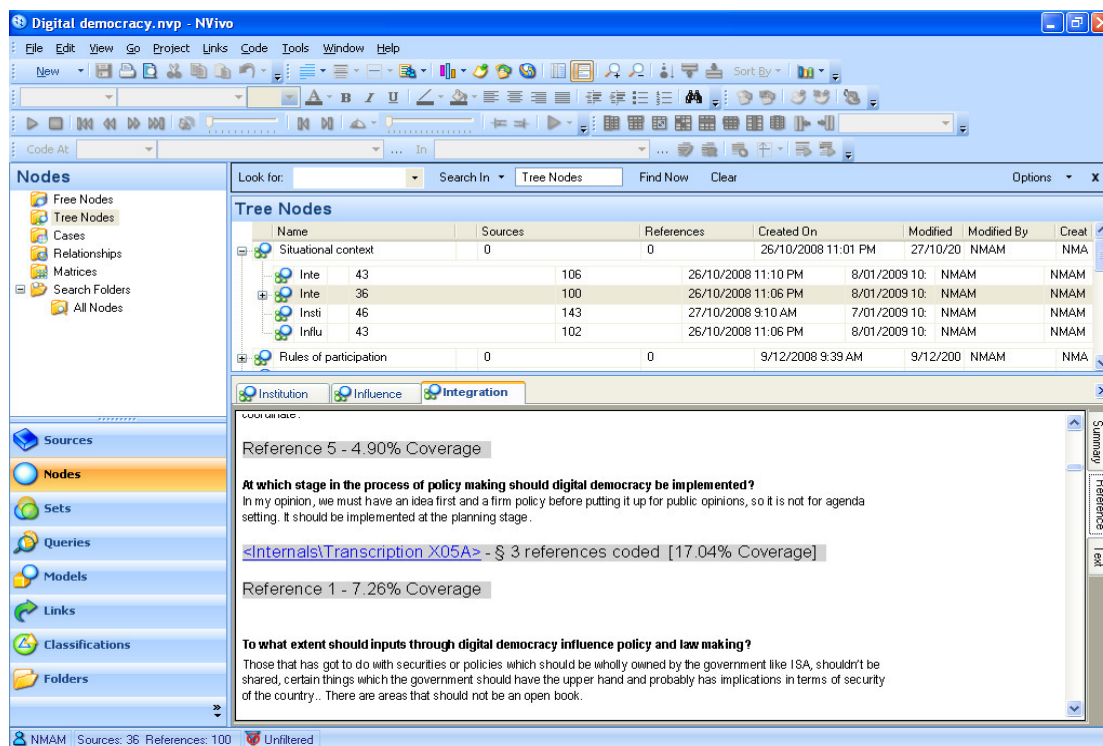 Digital democracy.nvp - NVivo
File Edit View Go Project Links Code Tools Window Help
New Sort By
A B I U
Code At ... In ...
Nodes
Free Nodes
Tree Nodes
Cases
Relationships
Matrices
Search Folders
All Nodes
Sources
Nodes
Sets
Queries
Models
Links
Classifications
Folders
Look for: Search In Tree Nodes Find Now Clear Options x
Tree Nodes
Name Sources References Created On Modified Modified By Creat
Situational context 0 0 26/10/2008 11:01 PM 27/10/20 NMAM NMA
Inte 43 106 26/10/2008 11:10 PM 8/01/2009 10: NMAM NMAM
Inte 36 100 26/10/2008 11:06 PM 8/01/2009 10: NMAM NMAM
Insti 46 143 27/10/2008 9:10 AM 7/01/2009 10: NMAM NMAM
Influ 43 102 26/10/2008 11:06 PM 8/01/2009 10: NMAM NMAM
Rules of participation 0 0 9/12/2008 9:39 AM 9/12/200 NMAM NMA
Institution Influence Integration
coordinate.
Reference 5 - 4.90% Coverage
At which stage in the process of policy making should digital democracy be implemented?
In my opinion, we must have an idea first and a firm policy before putting it up for public opinions, so it is not for agenda
setting. It should be implemented at the planning stage.
<Internals\Transcription X05A> - § 3 references coded [17.04% Coverage]
Reference 1 - 7.26% Coverage
To what extent should inputs through digital democracy influence policy and law making?
Those that has got to do with securities or policies which should be wholly owned by the government like ISA, shouldn't be
shared, certain things which the government should have the upper hand and probably has implications in terms of security
of the country.. There are areas that should not be an open book.
Summary
Reference
Text
NMAM Sources: 36 References: 100 Unfiltered